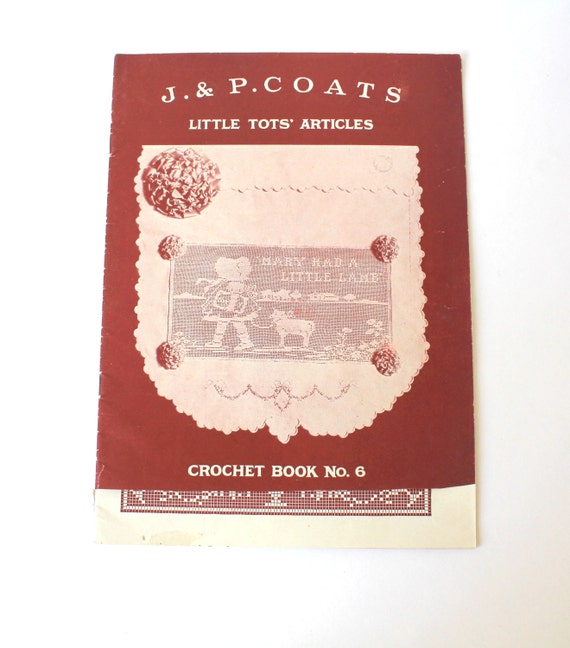 J. & P. COATS
LITTLE TOTS' ARTICLES
MARY HAD A
LITTLE LAMB
CROCHET BOOK No. 6